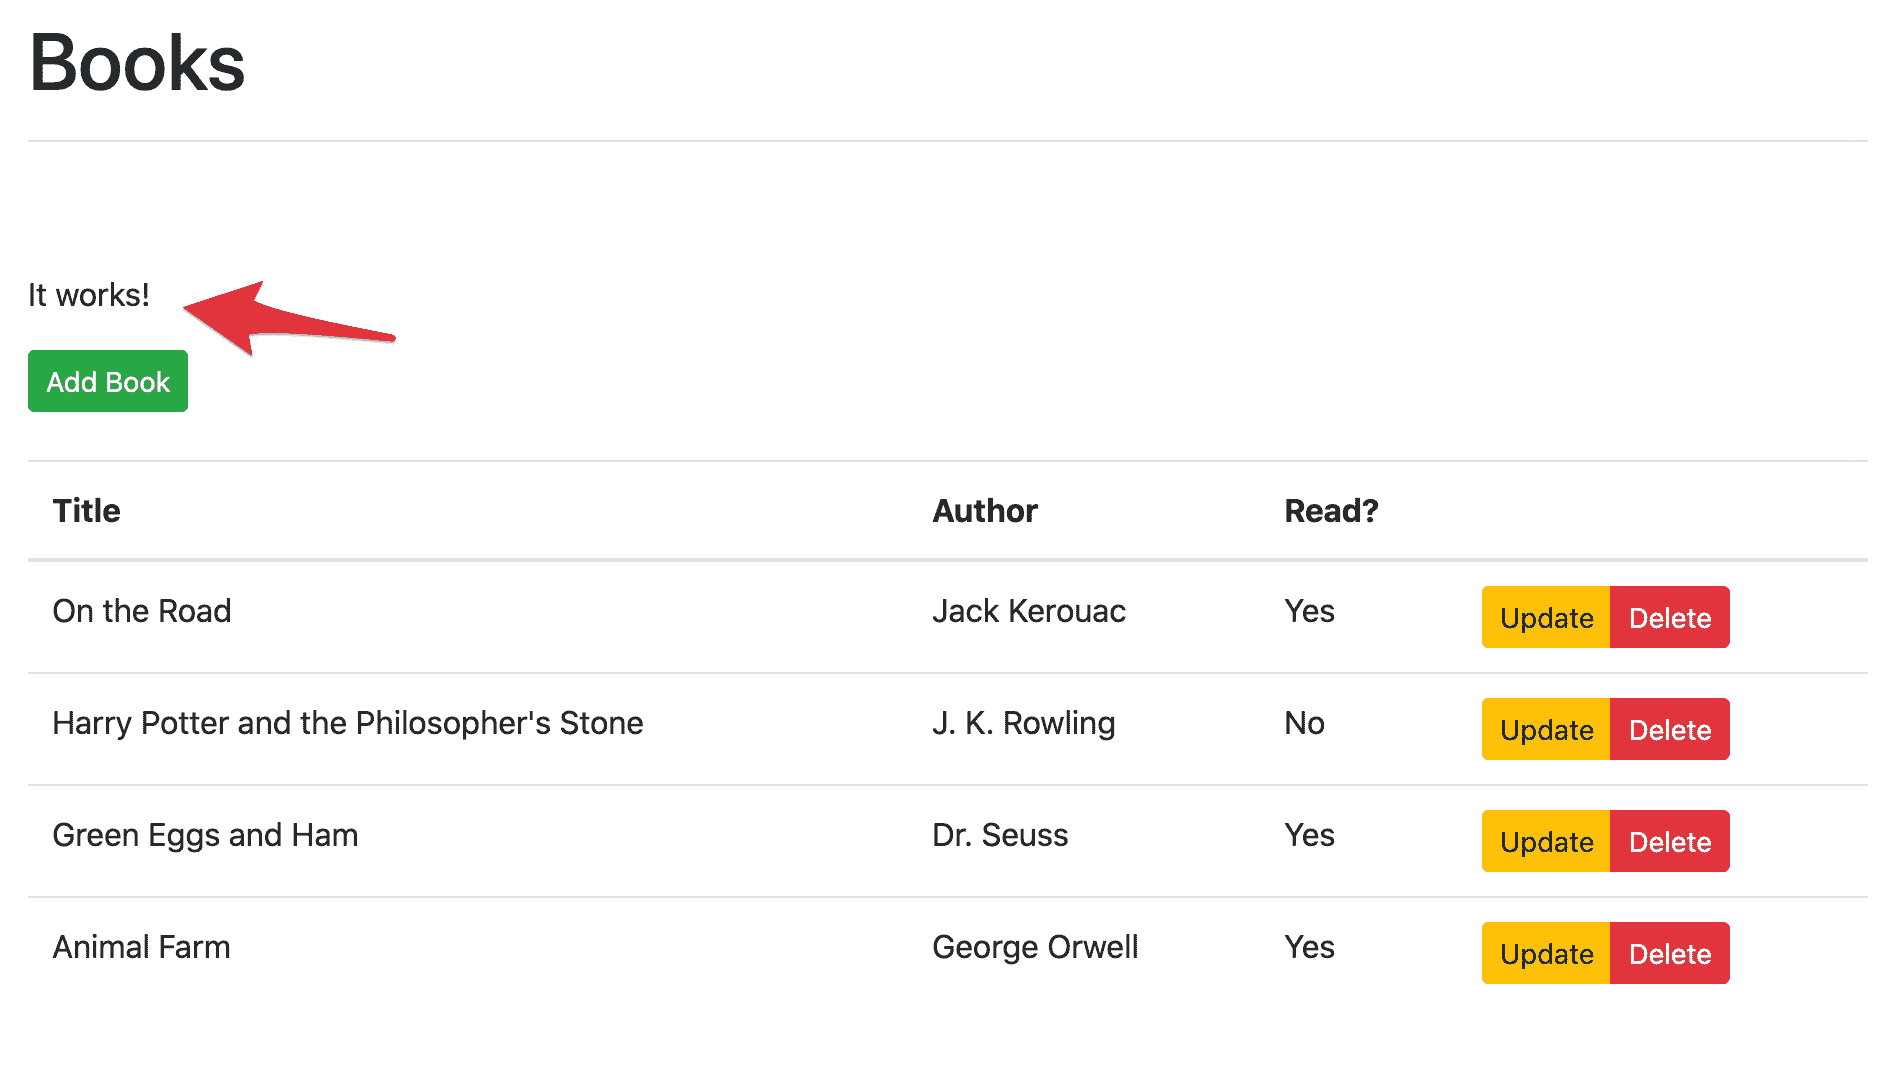 Books
It works!
Add Book
Title Author Read?
On the Road Jack Kerouac Yes Update Delete
Harry Potter and the Philosopher's Stone J. K. Rowling No Update Delete
Green Eggs and Ham Dr. Seuss Yes Update Delete
Animal Farm George Orwell Yes Update Delete